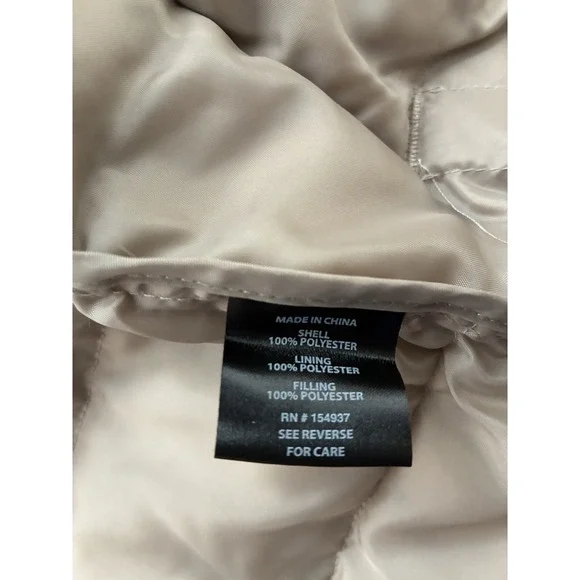 MADE IN CHINA
SHELL
100% POLYESTER
LINING
100% POLYESTER
FILLING
100% POLYESTER
RN # 154937
SEE REVERSE
FOR CARE